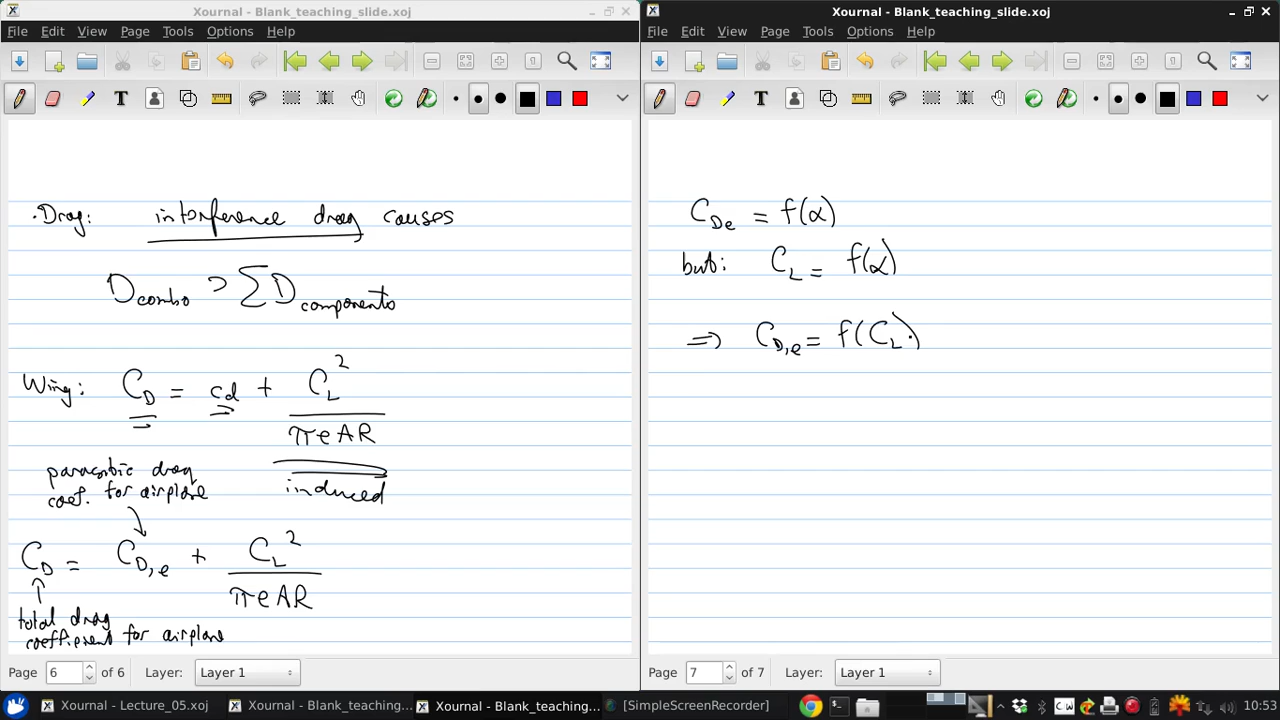 Xournal - Blank_teaching_slide.xoj
File Edit View Page Tools Options Help
.Drag: interference drag causes
D combo > ∑ D components
Wing: C_D = cd + C_L^2 / πeAR
induced
parasitic drag
coef. for airplane
C_D = C_D,e + C_L^2 / πeAR
total drag
coefficient for airplane
Page 6 of 6 Layer: Layer 1
Xournal - Blank_teaching_slide.xoj
File Edit View Page Tools Options Help
C_De = f(α)
but: C_L = f(α)
⇒ C_D,e = f(C_L)
Page 7 of 7 Layer: Layer 1
Xournal - Lecture_05.xoj
Xournal - Blank_teaching...
Xournal - Blank_teaching...
[SimpleScreenRecorder]
CW
10:53